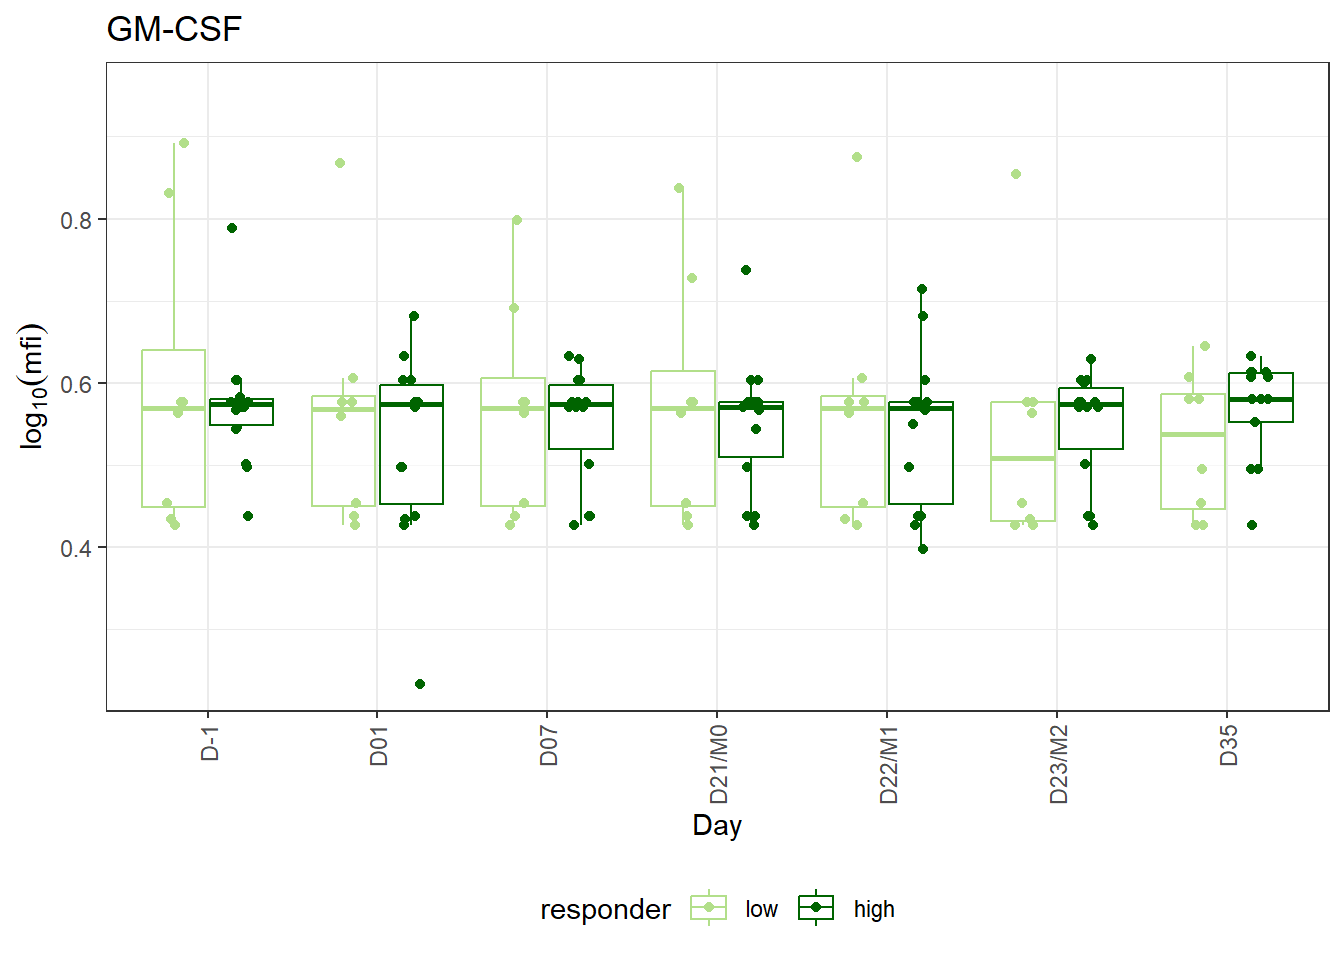 GM-CSF
log10(mfi)
0.8
0.6
0.4
D-1 D01 D07 D21/M0 D22/M1 D23/M2 D35
Day
responder low high